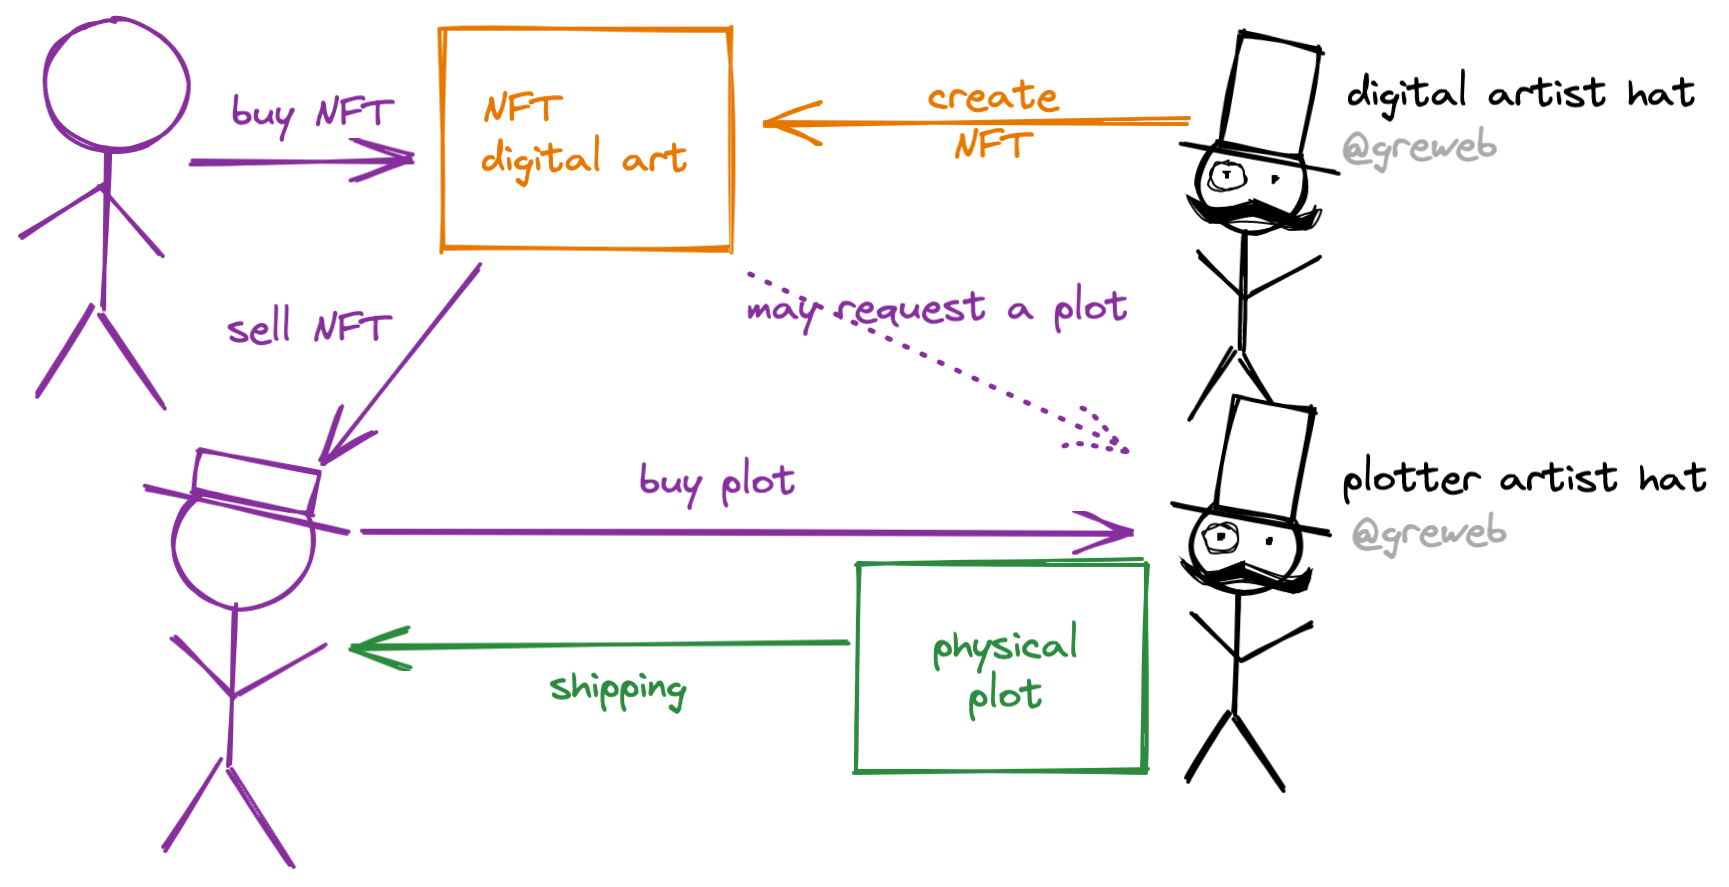 buy NFT
NFT
digital art
create
NFT
digital artist hat
@greweb
sell NFT
may request a plot
buy plot
plotter artist hat
@greweb
shipping
physical
plot